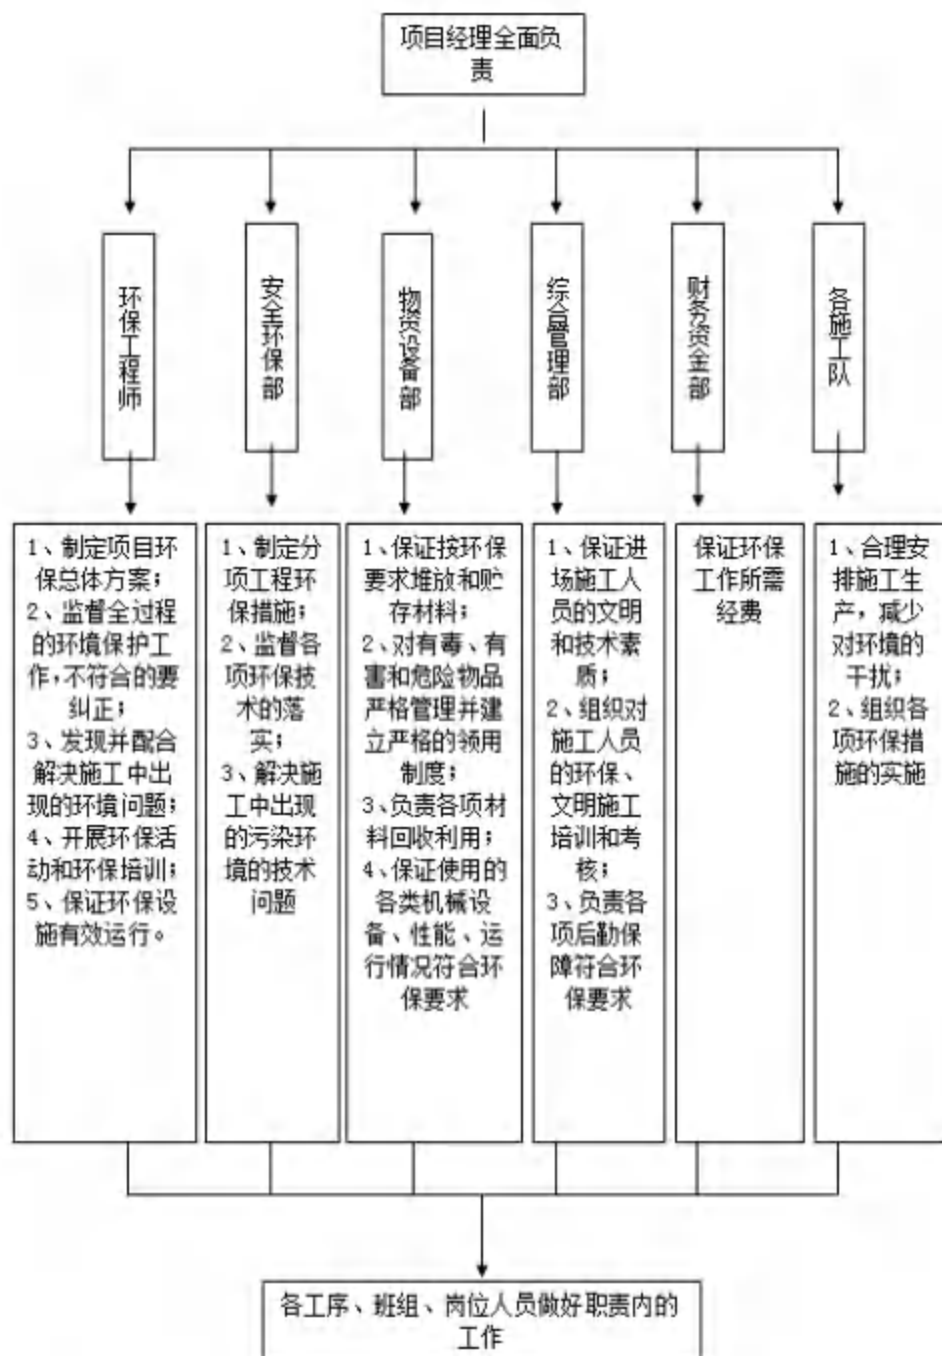 项目经理全面负
责
环保工程师
安全环保部
物资设备部
综合管理部
财务资金部
各施工队
1、制定项目环
保总体方案；
2、监督全过程
的环境保护工
作，不符合的要
纠正；
3、发现并配合
解决施工中出
现的环境问题；
4、开展环保活
动和环保培训；
5、保证环保设
施有效运行。
1、制定分
项工程环
保措施；
2、监督各
项环保技
术的落
实；
3、解决施
工中出现
的污染环
境的技术
问题
1、保证按环保
要求堆放和贮
存材料；
2、对有毒、有
害和危险物品
严格管理并建
立严格的领用
制度；
3、负责各项材
料回收利用；
4、保证使用的
各类机械设
备、性能、运
行情况符合环
保要求
1、保证进
场施工人
员的文明
和技术素
质；
2、组织对
施工人员
的环保、
文明施工
培训和考
核；
3、负责各
项后勤保
障符合环
保要求
保证环保
工作所需
经费
1、合理安
排施工生
产，减少
对环境的
干扰；
2、组织各
项环保措
施的实施
各工序、班组、岗位人员做好职责内的
工作